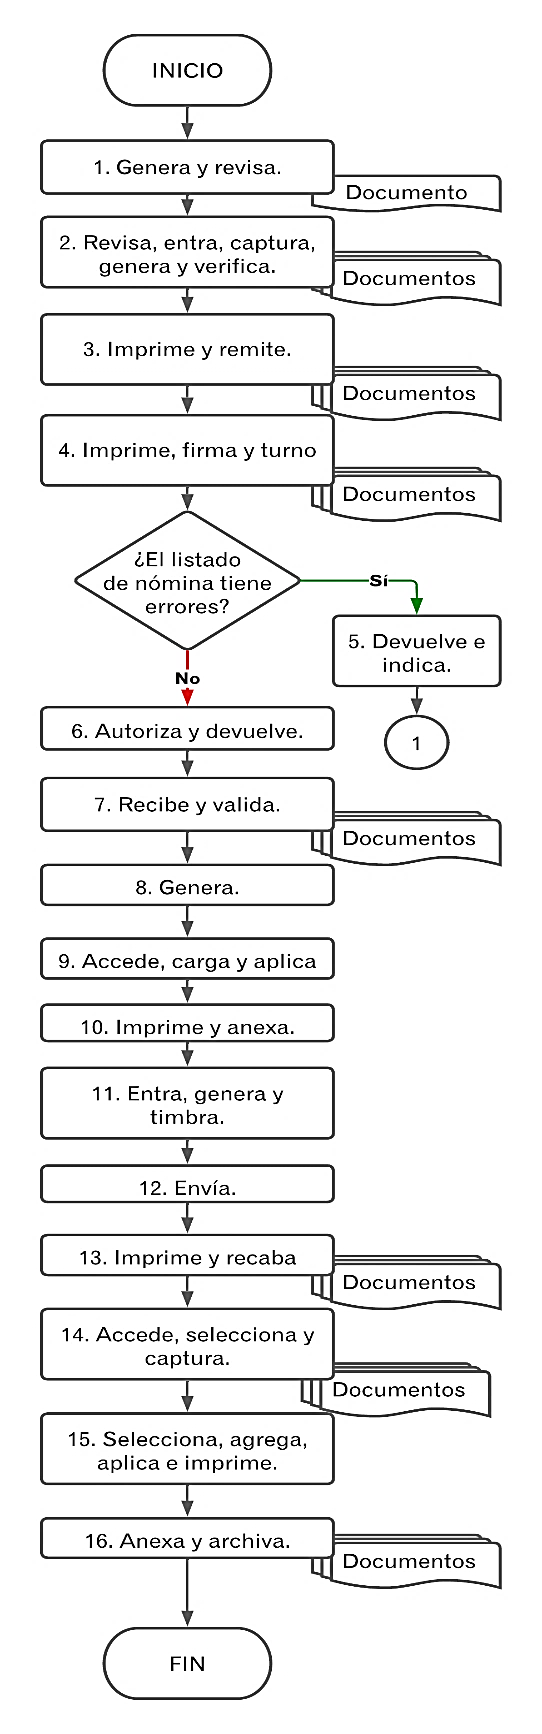 INICIO
1. Genera y revisa.
Documento
2. Revisa, entra, captura,
genera y verifica.
Documentos
3. Imprime y remite.
Documentos
4. Imprime, firma y turno
Documentos
¿El listado
de nómina tiene
errores?
Sí
5. Devuelve e
indica.
No
1
6. Autoriza y devuelve.
7. Recibe y valida.
Documentos
8. Genera.
9. Accede, carga y aplica
10. Imprime y anexa.
11. Entra, genera y
timbra.
12. Envía.
13. Imprime y recaba
Documentos
14. Accede, selecciona y
captura.
Documentos
15. Selecciona, agrega,
aplica e imprime.
16. Anexa y archiva.
Documentos
FIN